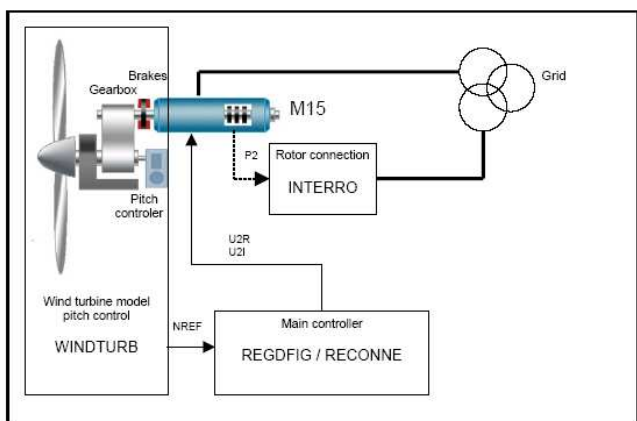 Brakes
Gearbox
M15
Grid
P2
Rotor connection
INTERRO
Pitch
controler
U2R
U2I
Wind turbine model
pitch control
WINDTURB
NREF
Main controller
REGDFIG / RECONNE